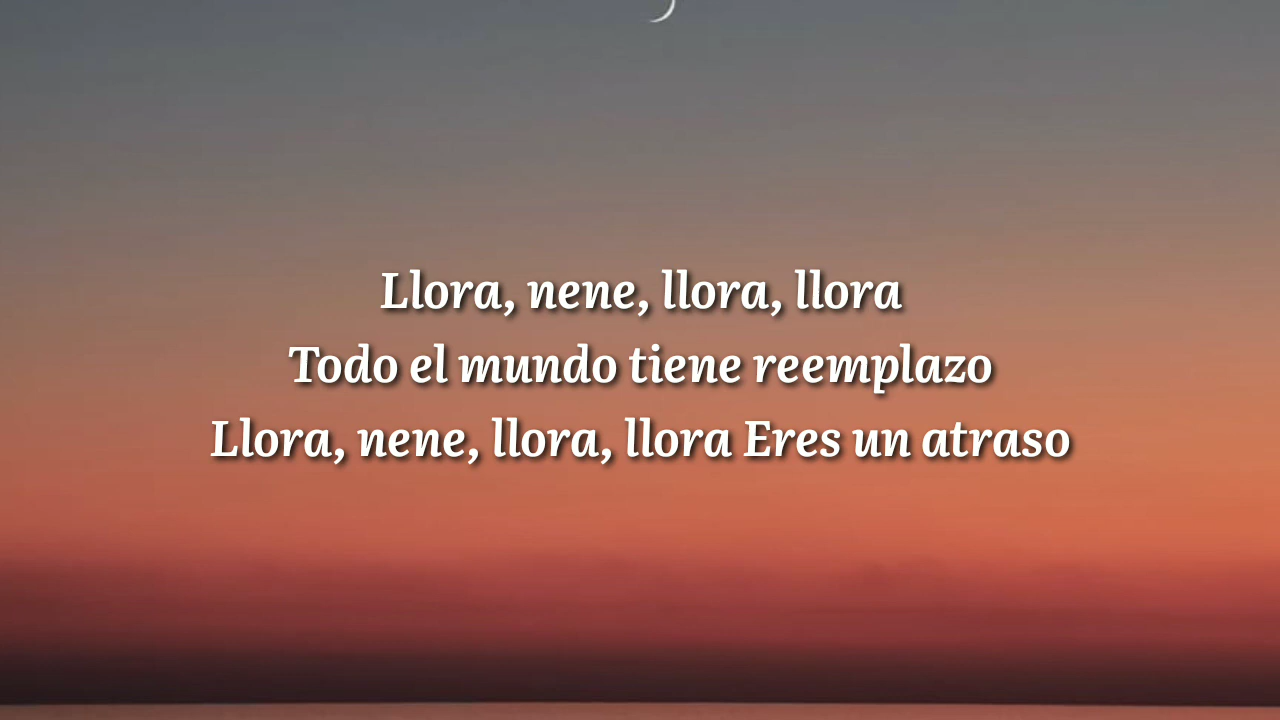 Llora, nene, llora, llora
Todo el mundo tiene reemplazo
Llora, nene, llora, llora Eres un atraso